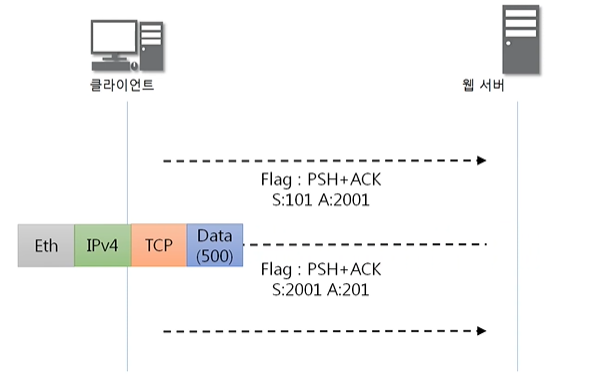 클라이언트
웹 서버
Flag : PSH+ACK
S:101 A:2001
Eth
IPv4
TCP
Data
(500)
Flag : PSH+ACK
S:2001 A:201